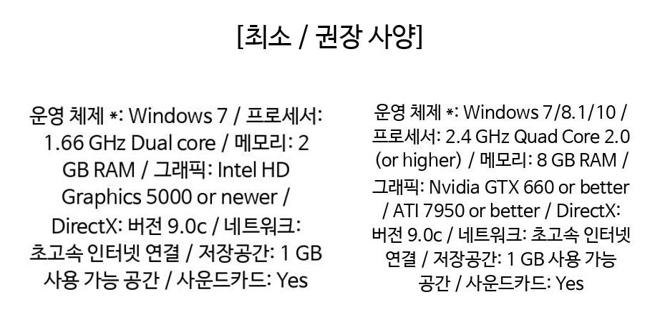 [최소 / 권장 사양]
운영 체제 *: Windows 7 / 프로세서:
1.66 GHz Dual core / 메모리: 2
GB RAM / 그래픽: Intel HD
Graphics 5000 or newer /
DirectX: 버전 9.0c / 네트워크:
초고속 인터넷 연결 / 저장공간: 1 GB
사용 가능 공간 / 사운드카드: Yes
운영 체제 *: Windows 7/8.1/10 /
프로세서: 2.4 GHz Quad Core 2.0
(or higher) / 메모리: 8 GB RAM /
그래픽: Nvidia GTX 660 or better
/ ATI 7950 or better / DirectX:
버전 9.0c / 네트워크: 초고속 인터넷
연결 / 저장공간: 1 GB 사용 가능
공간 / 사운드카드: Yes